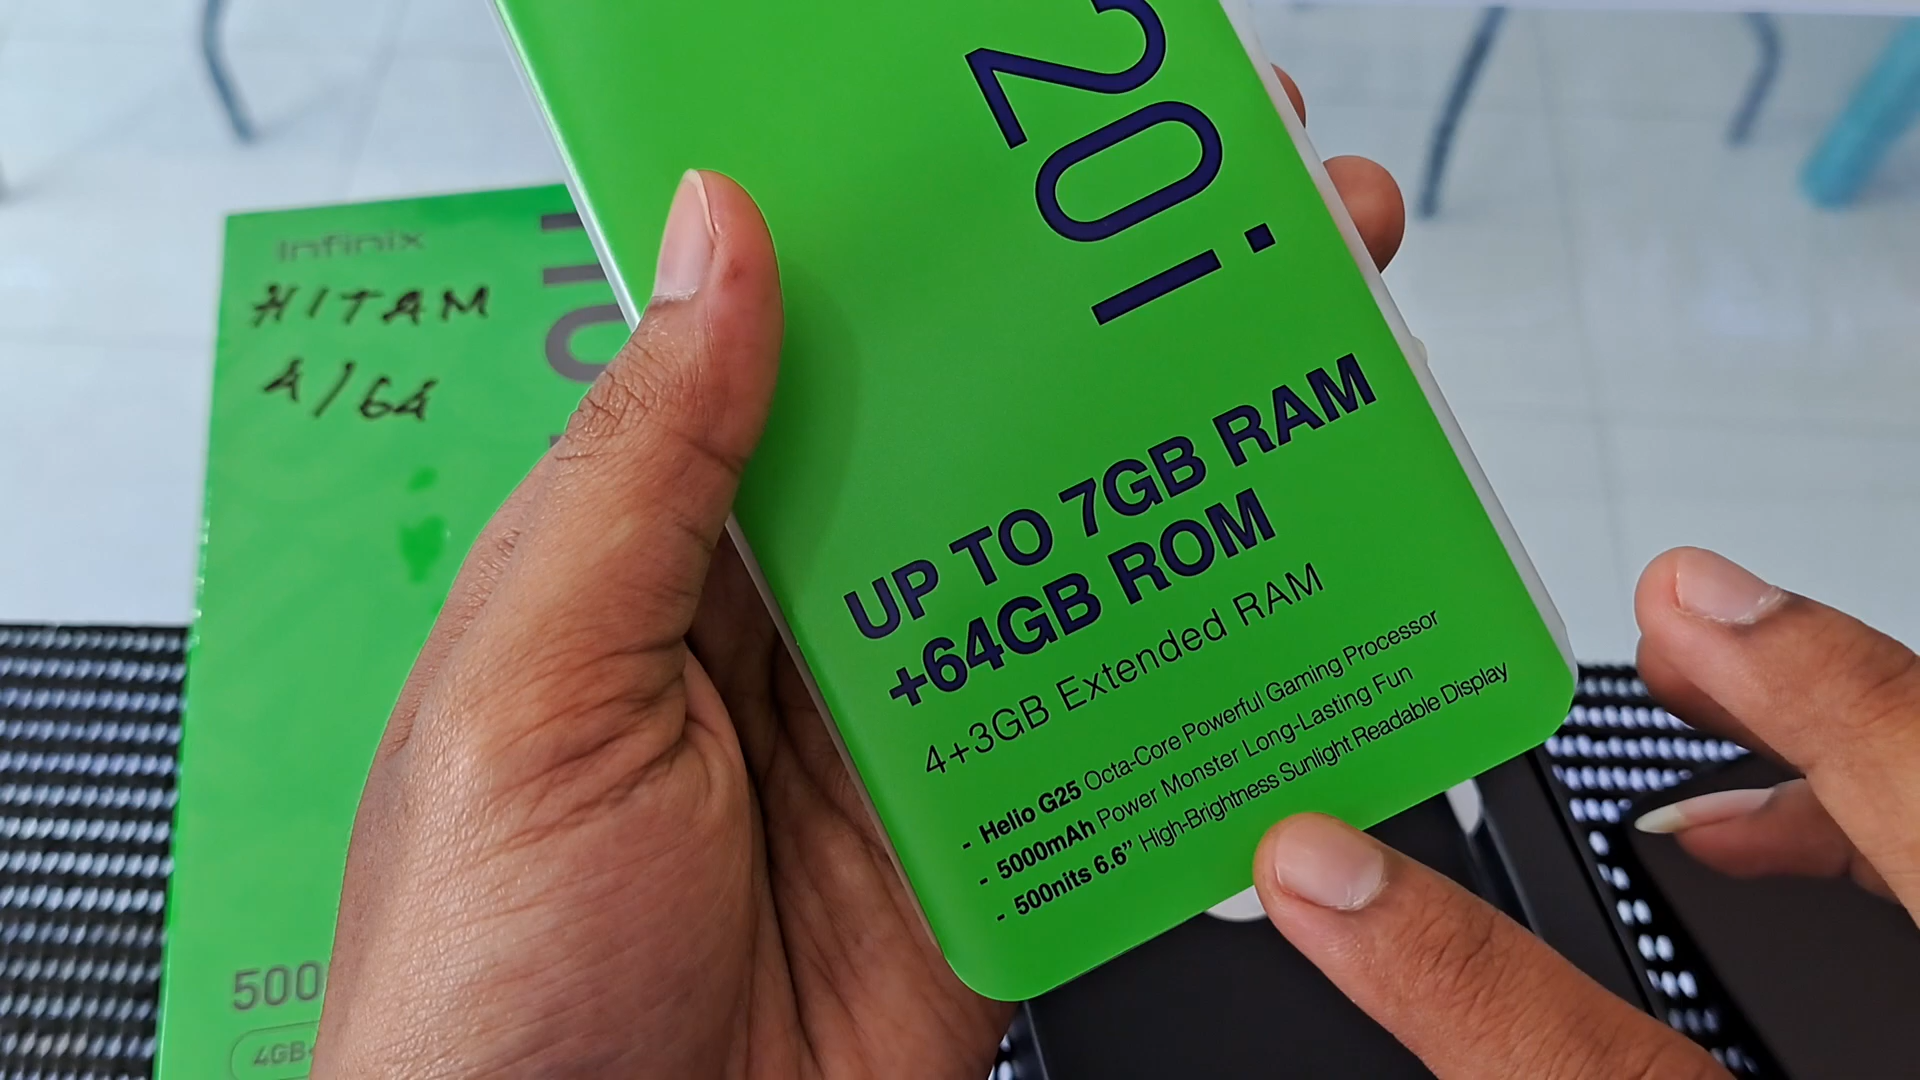 Infinix
HITAM
4/64
20i
UP TO 7GB RAM
+64GB ROM
4+3GB Extended RAM
- Helio G25 Octa-Core Powerful Gaming Processor
- 5000mAh Power Monster Long-Lasting Fun
- 500nits 6.6” High-Brightness Sunlight Readable Display
500
4GB